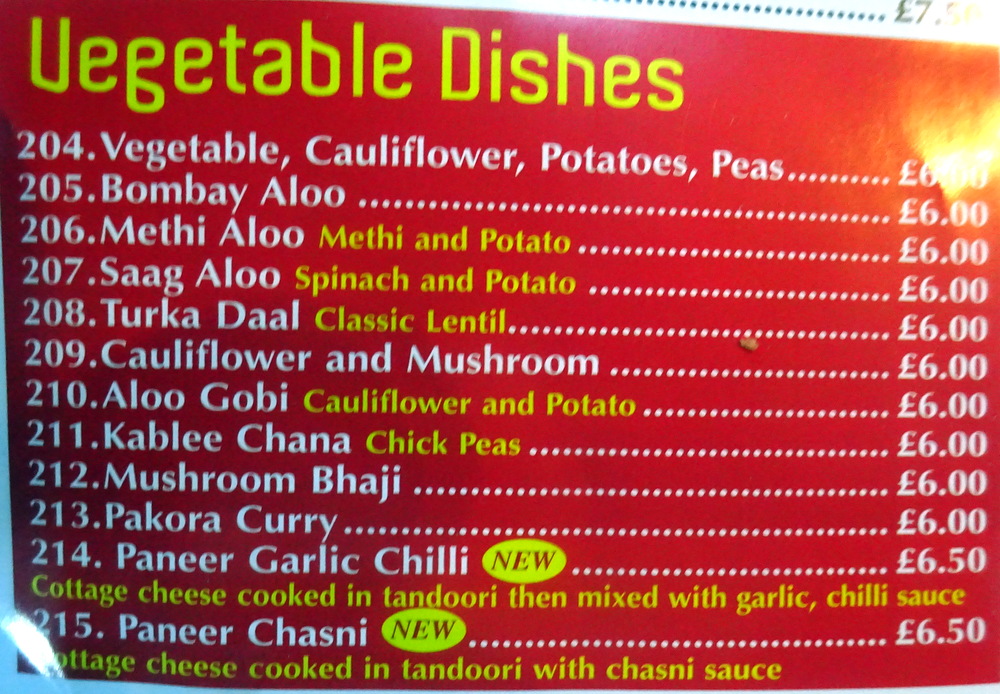 Vegetable Dishes
204.Vegetable, Cauliflower, Potatoes, Peas..........
205.Bombay Aloo .......................................................... £6.00
206.Methi Aloo Methi and Potato ................................. £6.00
207.Saag Aloo Spinach and Potato ................................ £6.00
208.Turka Daal Classic Lentil......................................... £6.00
209.Cauliflower and Mushroom .............................. £6.00
210.Aloo Gobi Cauliflower and Potato .......................... £6.00
211.Kablee Chana Chick Peas ....................................... £6.00
212.Mushroom Bhaji .................................................... £6.00
213.Pakora Curry........................................................... £6.00
214. Paneer Garlic Chilli NEW ................................. £6.50
Cottage cheese cooked in tandoori then mixed with garlic, chilli sauce
215. Paneer Chasni NEW ............................................. £6.50
Cottage cheese cooked in tandoori with chasni sauce